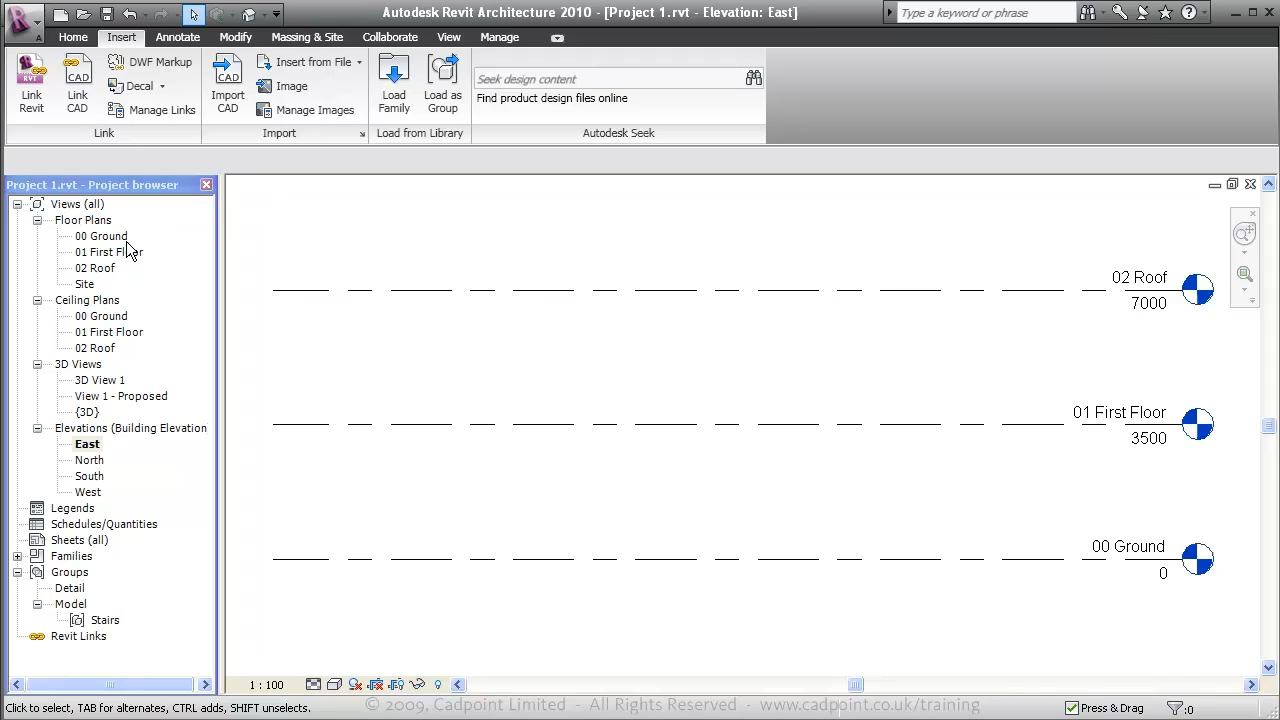 Autodesk Revit Architecture 2010 - [Project 1.rvt - Elevation: East]
Type a keyword or phrase
Home Insert Annotate Modify Massing & Site Collaborate View Manage
Link Revit
Link CAD
DWF Markup
Decal
Manage Links
Import CAD
Insert from File
Image
Manage Images
Load Family
Load as Group
Seek design content
Find product design files online
Link Import Load from Library Autodesk Seek
Project 1.rvt - Project browser
Views (all)
Floor Plans
00 Ground
01 First Floor
02 Roof
Site
Ceiling Plans
00 Ground
01 First Floor
02 Roof
3D Views
3D View 1
View 1 - Proposed
{3D}
Elevations (Building Elevation
East
North
South
West
Legends
Schedules/Quantities
Sheets (all)
Families
Groups
Detail
Model
Stairs
Revit Links
02 Roof
7000
01 First Floor
3500
00 Ground
0
1 : 100
Click to select, TAB for alternates, CTRL adds, SHIFT unselects.
© 2009, Cadpoint Limited - All Rights Reserved - www.cadpoint.co.uk/training
Press & Drag
:0